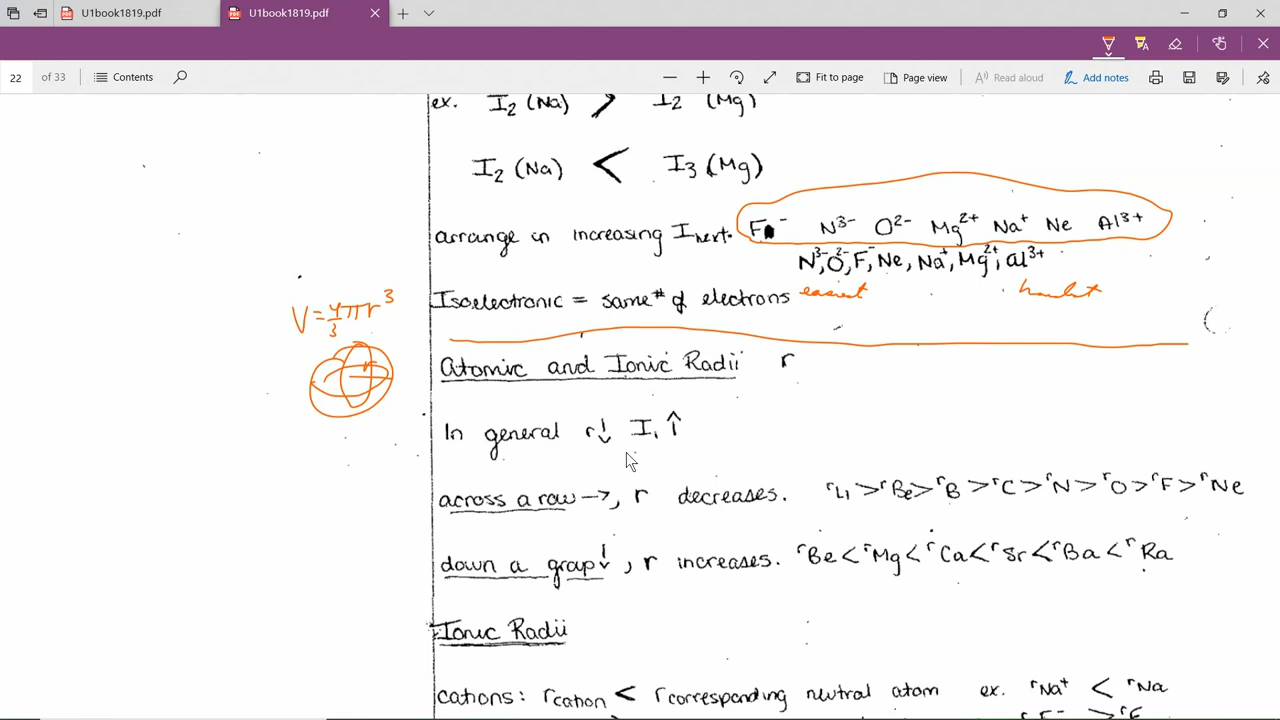 U1book1819.pdf
U1book1819.pdf
22 of 33 Contents Fit to page Page view Read aloud Add notes
ex. I₂ (Na) > I₂ (Mg)
I₂ (Na) < I₃ (Mg)
arrange in increasing Inext. F⁻ N³⁻ O²⁻ Mg²⁺ Na⁺ Ne Al³⁺
N³⁻, O²⁻, F⁻, Ne, Na⁺, Mg²⁺, Al³⁺
Isoelectronic = same # of electrons easiest hardest
V = 4/3 πr³
r
Atomic and Ionic Radii r
In general r↓ I₁↑
across a row →, r decreases. rLi > rBe > rB > rC > rN > rO > rF > rNe
down a group ↓, r increases. rBe < rMg < rCa < rSr < rBa < rRa
Ionic Radii
cations: rcation < rcorresponding neutral atom ex. rNa⁺ < rNa
rF⁻ > rF